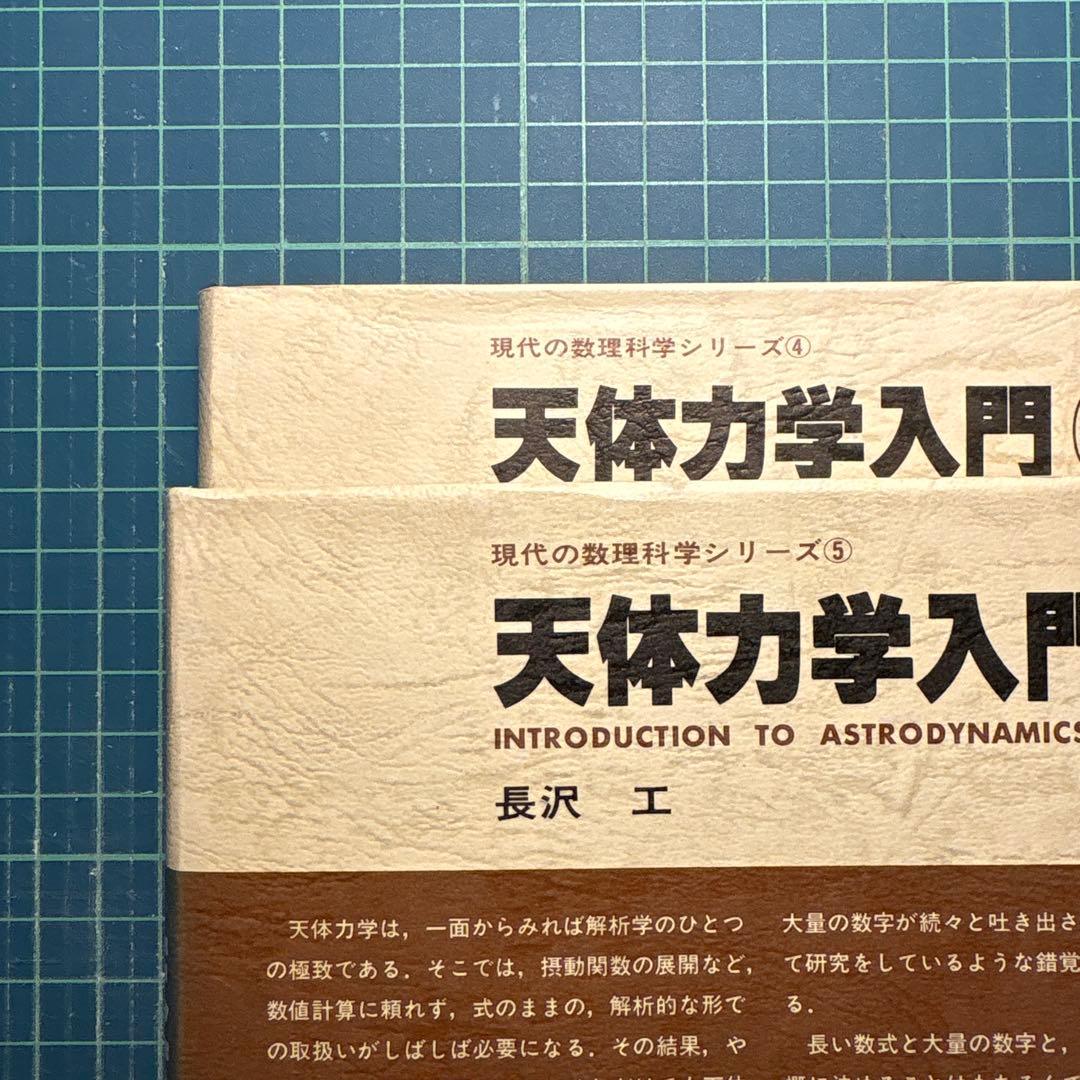 現代の数理科学シリーズ④
天体力学入門
現代の数理科学シリーズ⑤
天体力学入門
INTRODUCTION TO ASTRODYNAMICS
長沢 工
天体力学は，一面からみれば解析学のひとつ
の極致である．そこでは，摂動関数の展開など，
数値計算に頼れず，式のままの，解析的な形で
の取扱いがしばしば必要になる．その結果，や
大量の数字が続々と吐き出さ
て研究をしているような錯覚
る．
長い数式と大量の数字と，